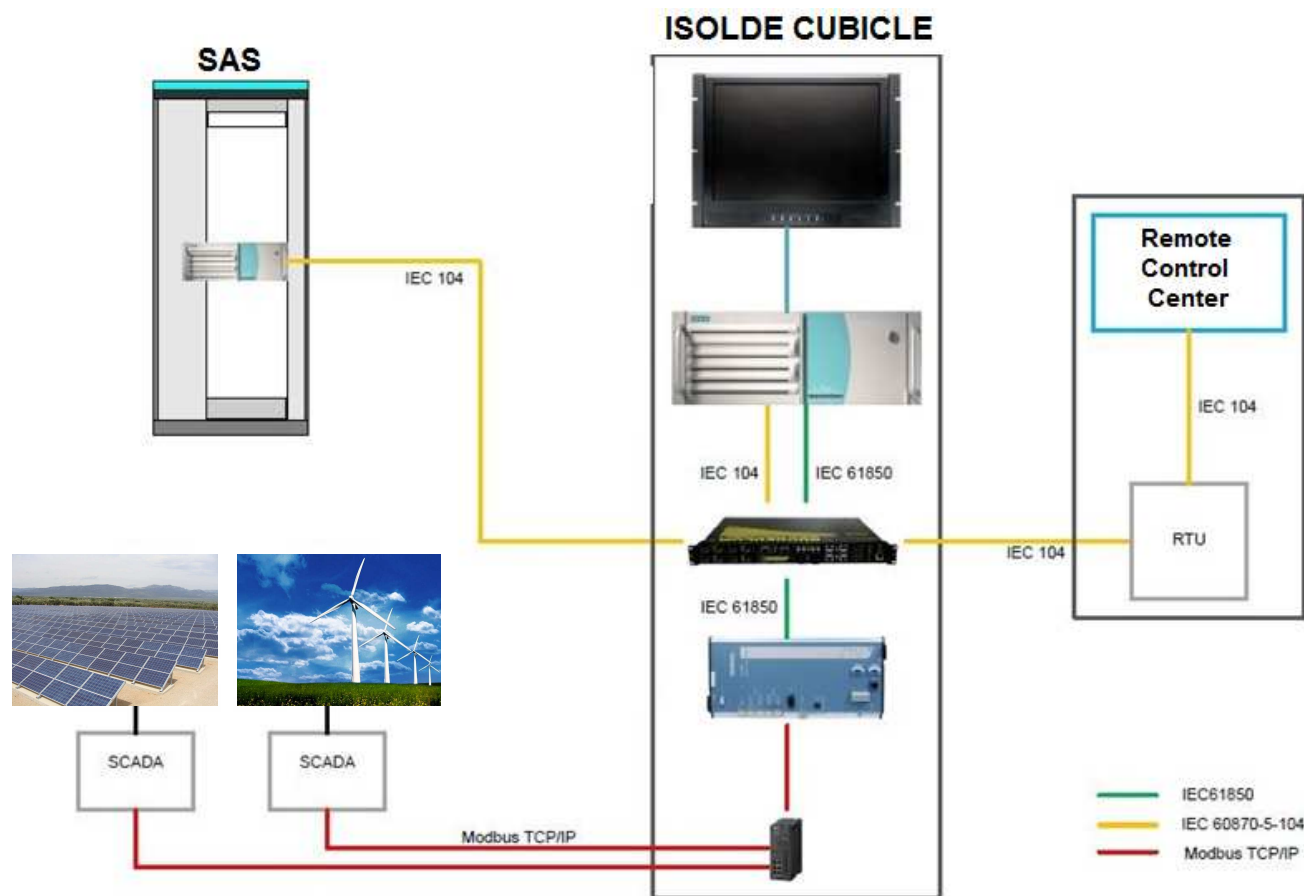 ISOLDE CUBICLE
SAS
Remote
Control
Center
IEC 104
IEC 104
IEC 104
IEC 61850
IEC 104
RTU
IEC 61850
SCADA
SCADA
Modbus TCP/IP
IEC61850
IEC 60870-5-104
Modbus TCP/IP